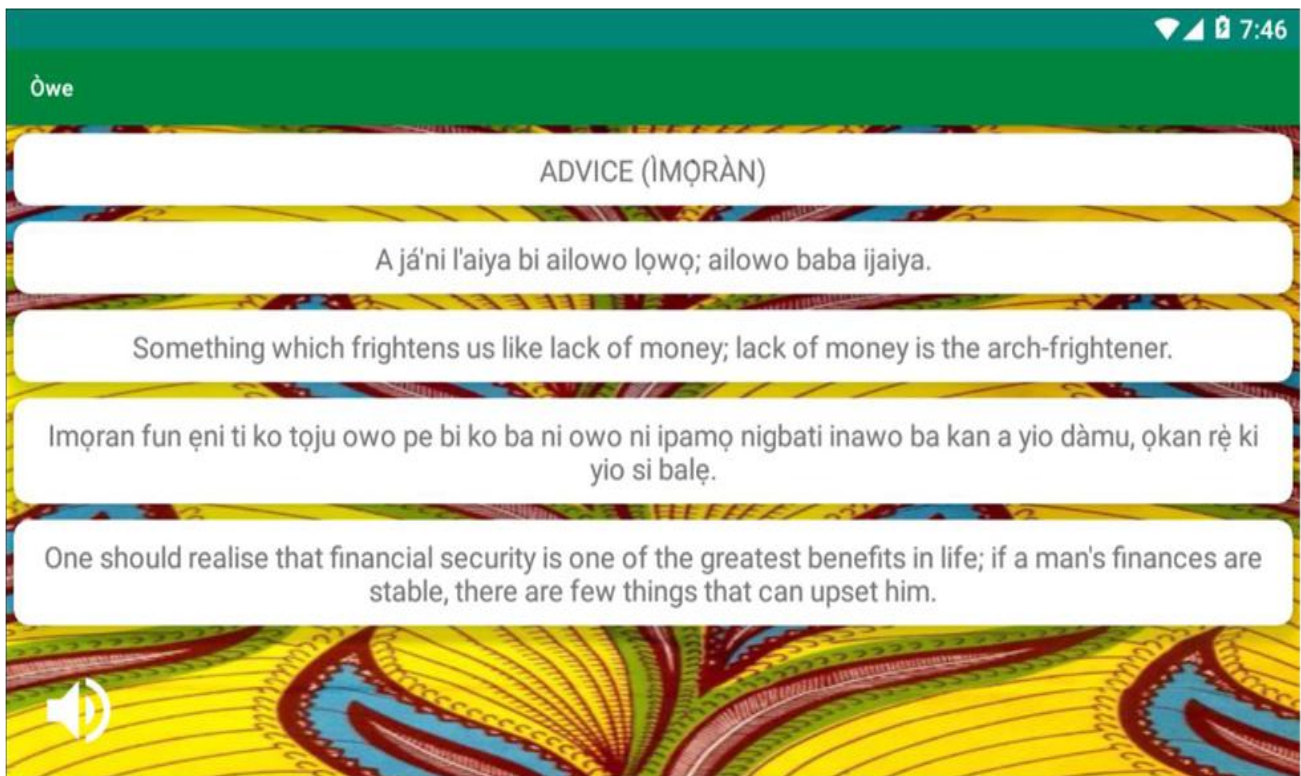 7:46
Òwe
ADVICE (ÌMỌ̀RÀN)
A já'ni l'aiya bi ailowo lọwọ; ailowo baba ijaiya.
Something which frightens us like lack of money; lack of money is the arch-frightener.
Imọran fun ẹni ti ko tọju owo pe bi ko ba ni owo ni ipamọ nigbati inawo ba kan a yio dàmu, ọkan rẹ̀ ki
yio si balẹ.
One should realise that financial security is one of the greatest benefits in life; if a man's finances are
stable, there are few things that can upset him.